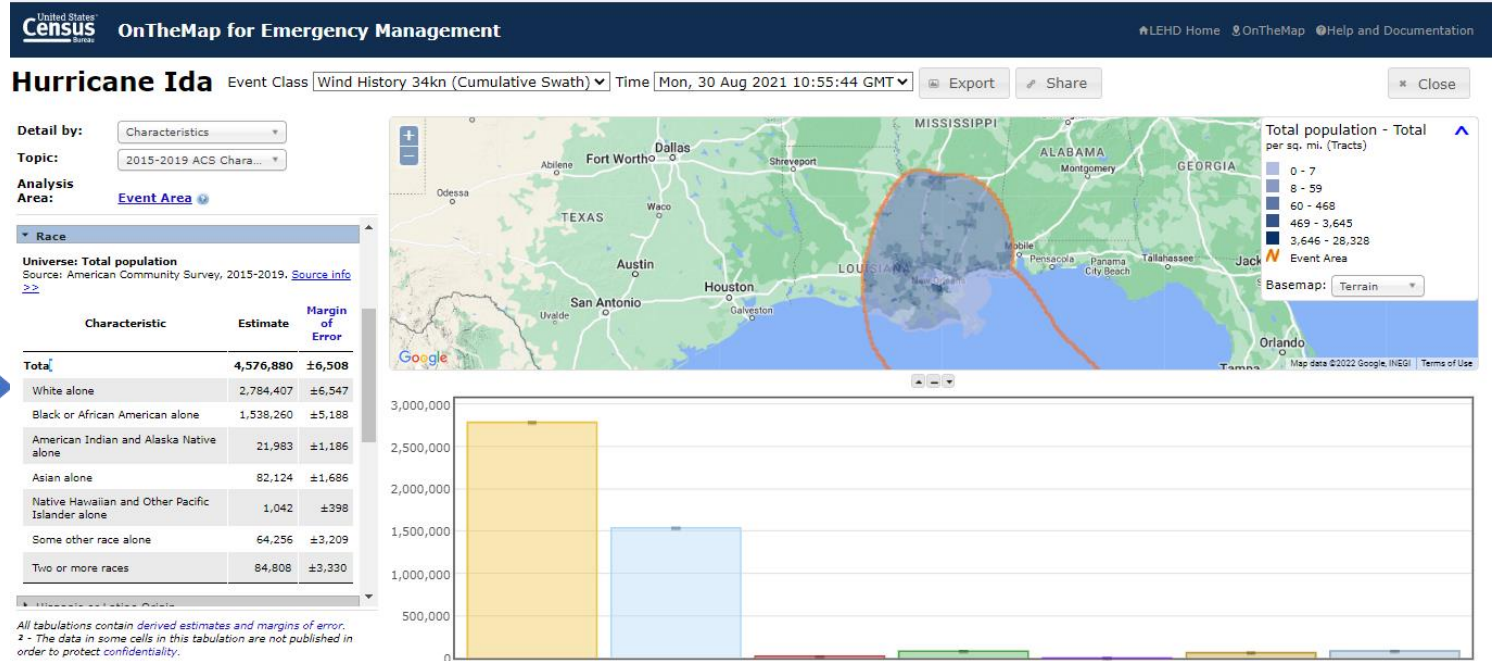 United States
Census
Bureau
OnTheMap for Emergency Management
LEHD Home OnTheMap Help and Documentation
Hurricane Ida Event Class Wind History 34kn (Cumulative Swath) Time Mon, 30 Aug 2021 10:55:44 GMT Export Share Close
Detail by: Characteristics
Topic: 2015-2019 ACS Chara...
Analysis
Area: Event Area
Race
Universe: Total population
Source: American Community Survey, 2015-2019. Source info
>>
Characteristic Estimate Margin of Error
Total 4,576,880 ±6,508
White alone 2,784,407 ±6,547
Black or African American alone 1,538,260 ±5,188
American Indian and Alaska Native
alone 21,983 ±1,186
Asian alone 82,124 ±1,686
Native Hawaiian and Other Pacific
Islander alone 1,042 ±398
Some other race alone 64,256 ±3,209
Two or more races 84,808 ±3,330
Hispanic or Latino Origin
All tabulations contain derived estimates and margins of error.
² - The data in some cells in this tabulation are not published in
order to protect confidentiality.
+
−
MISSISSIPPI
Dallas
Fort Worth
Abilene
Shreveport
ALABAMA
Montgomery
GEORGIA
Odessa
Waco
TEXAS
Mobile
Pensacola
Panama
City Beach
Tallahassee
Jack
Austin
LOUISIANA
New Orleans
Houston
San Antonio
Uvalde
Galveston
Orlando
Tampa
Google
Map data ©2022 Google, INEGI Terms of Use
Total population - Total
per sq. mi. (Tracts)
0 - 7
8 - 59
60 - 468
469 - 3,645
3,646 - 28,328
Event Area
Basemap: Terrain
3,000,000
2,500,000
2,000,000
1,500,000
1,000,000
500,000
0